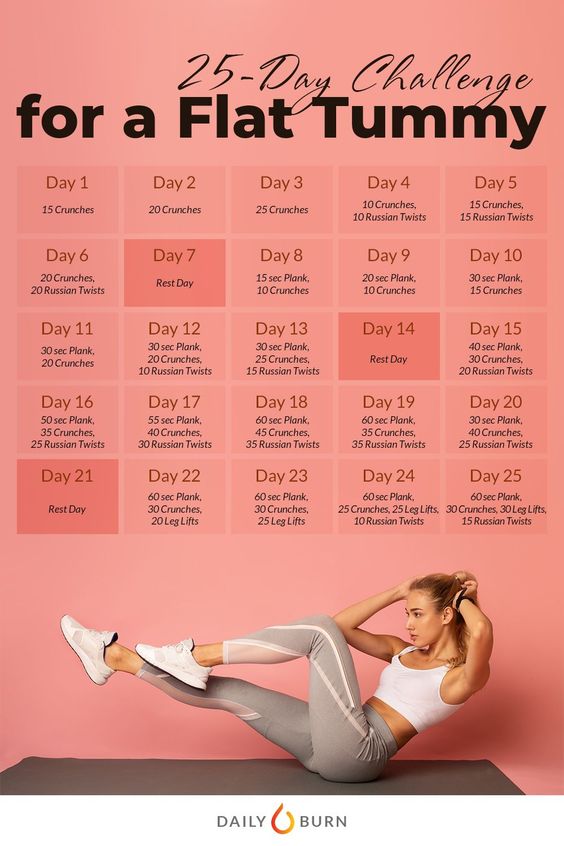 25-Day Challenge
for a Flat Tummy
Day 1
15 Crunches
Day 2
20 Crunches
Day 3
25 Crunches
Day 4
10 Crunches,
10 Russian Twists
Day 5
15 Crunches,
15 Russian Twists
Day 6
20 Crunches,
20 Russian Twists
Day 7
Rest Day
Day 8
15 sec Plank,
10 Crunches
Day 9
20 sec Plank,
10 Crunches
Day 10
30 sec Plank,
15 Crunches
Day 11
30 sec Plank,
20 Crunches
Day 12
30 sec Plank,
20 Crunches,
10 Russian Twists
Day 13
30 sec Plank,
25 Crunches,
15 Russian Twists
Day 14
Rest Day
Day 15
40 sec Plank,
30 Crunches,
20 Russian Twists
Day 16
50 sec Plank,
35 Crunches,
25 Russian Twists
Day 17
55 sec Plank,
40 Crunches,
30 Russian Twists
Day 18
60 sec Plank,
45 Crunches,
35 Russian Twists
Day 19
60 sec Plank,
35 Crunches,
35 Russian Twists
Day 20
30 sec Plank,
40 Crunches,
25 Russian Twists
Day 21
Rest Day
Day 22
60 sec Plank,
30 Crunches,
20 Leg Lifts
Day 23
60 sec Plank,
30 Crunches,
25 Leg Lifts
Day 24
60 sec Plank,
25 Crunches, 25 Leg Lifts,
10 Russian Twists
Day 25
60 sec Plank,
30 Crunches, 30 Leg Lifts,
15 Russian Twists
DAILY BURN